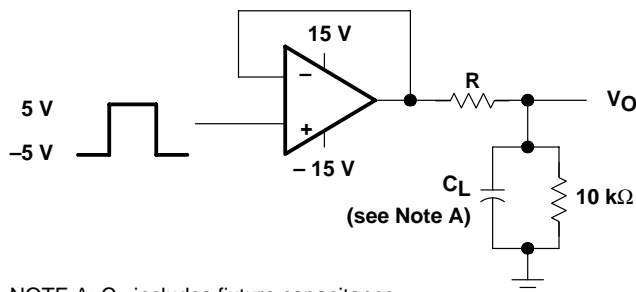 15 V
R
VO
5 V
–5 V
–
+
– 15 V
CL
(see Note A)
10 kΩ
NOTE A: CL includes fixture capacitance.